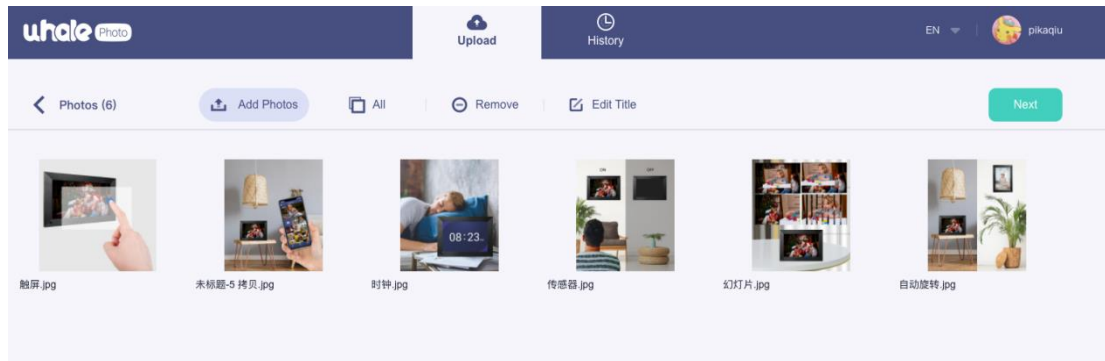 whale Photo
Upload
History
EN
pikaqiu
Photos (6)
Add Photos
All
Remove
Edit Title
Next
ON
OFF
08:23
触屏.jpg
未标题-5 拷贝.jpg
时钟.jpg
传感器.jpg
幻灯片.jpg
自动旋转.jpg